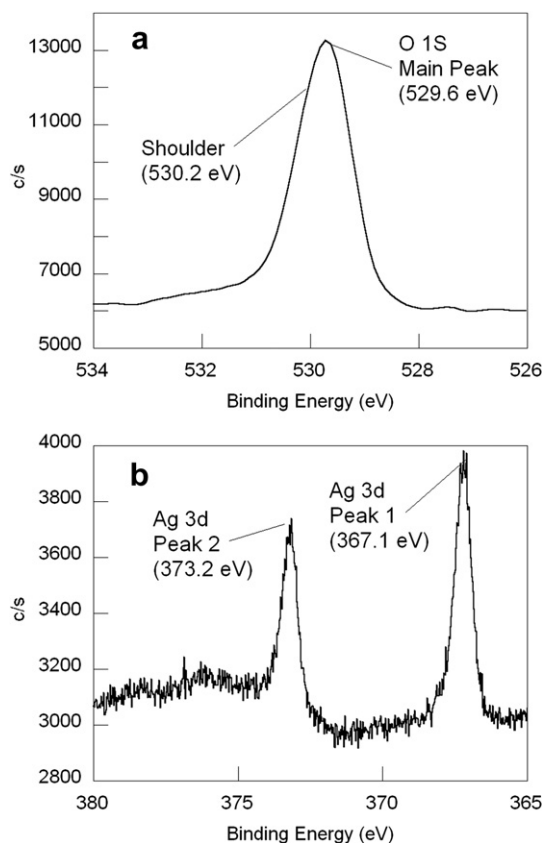 a
O 1S
Main Peak
(529.6 eV)
Shoulder
(530.2 eV)
c/s
13000
11000
9000
7000
5000
534
532
530
528
526
Binding Energy (eV)
b
Ag 3d
Peak 1
(367.1 eV)
Ag 3d
Peak 2
(373.2 eV)
c/s
4000
3800
3600
3400
3200
3000
2800
380
375
370
365
Binding Energy (eV)